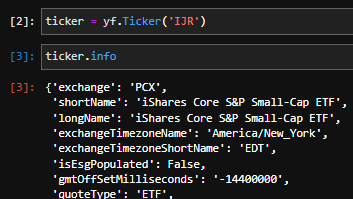 [2]: ticker = yf.Ticker('IJR')
[3]: ticker.info
[3]: {'exchange': 'PCX',
'shortName': 'iShares Core S&P Small-Cap ETF',
'longName': 'iShares Core S&P Small-Cap ETF',
'exchangeTimezoneName': 'America/New_York',
'exchangeTimezoneShortName': 'EDT',
'isEsgPopulated': False,
'gmtOffSetMilliseconds': '-14400000',
'quoteType': 'ETF',